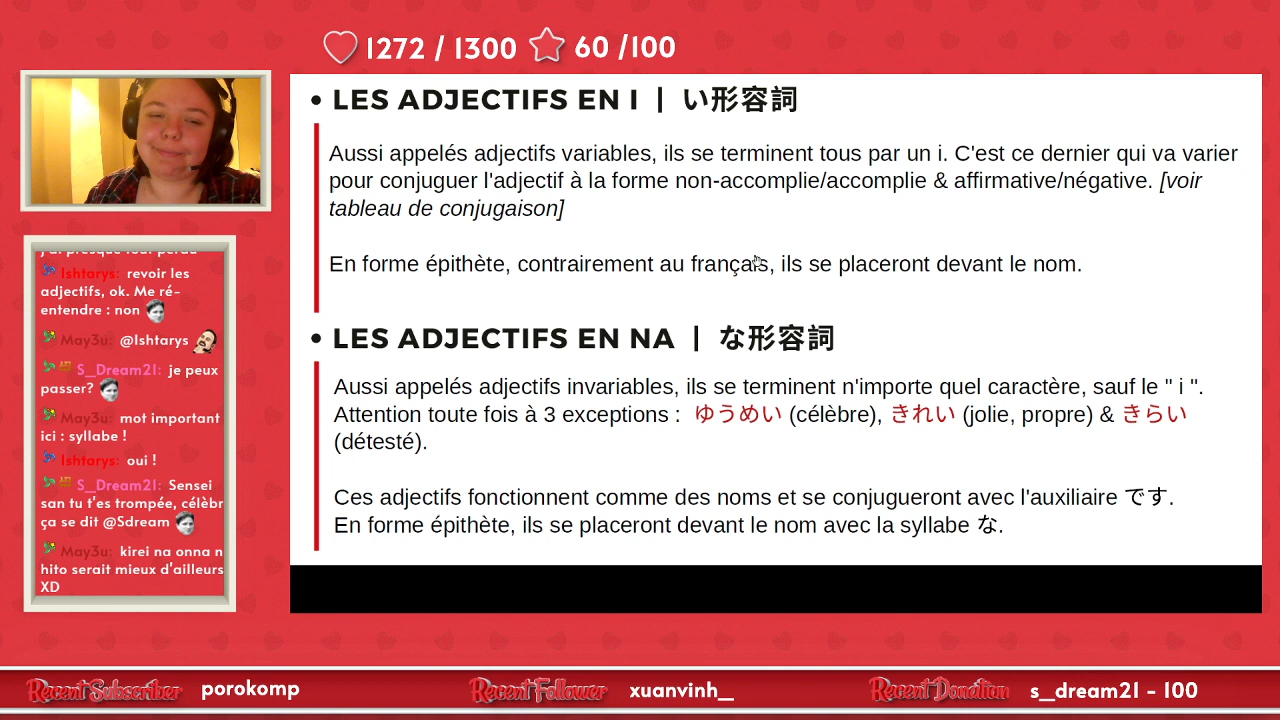 1272 / 1300 60 /100
• LES ADJECTIFS EN I | い形容詞
Aussi appelés adjectifs variables, ils se terminent tous par un i. C'est ce dernier qui va varier
pour conjuguer l'adjectif à la forme non-accomplie/accomplie & affirmative/négative. [voir
tableau de conjugaison]
En forme épithète, contrairement au français, ils se placeront devant le nom.
• LES ADJECTIFS EN NA | な形容詞
Aussi appelés adjectifs invariables, ils se terminent n'importe quel caractère, sauf le " i ".
Attention toute fois à 3 exceptions : ゆうめい (célèbre), きれい (jolie, propre) & きらい
(détesté).
Ces adjectifs fonctionnent comme des noms et se conjugueront avec l'auxiliaire です.
En forme épithète, ils se placeront devant le nom avec la syllabe な.
j'ai presque tout perdu
Ishtarys: revoir les
adjectifs, ok. Me ré-
entendre : non
May3u: @Ishtarys
S_Dream21: je peux
passer?
May3u: mot important
ici : syllabe !
Ishtarys: oui !
S_Dream21: Sensei
san tu t'es trompée, célèbr
ça se dit @Sdream
May3u: kirei na onna n
hito serait mieux d'ailleurs
XD
Recent Subscriber porokomp
Recent Follower xuanvinh_
Recent Donation s_dream21 - 100